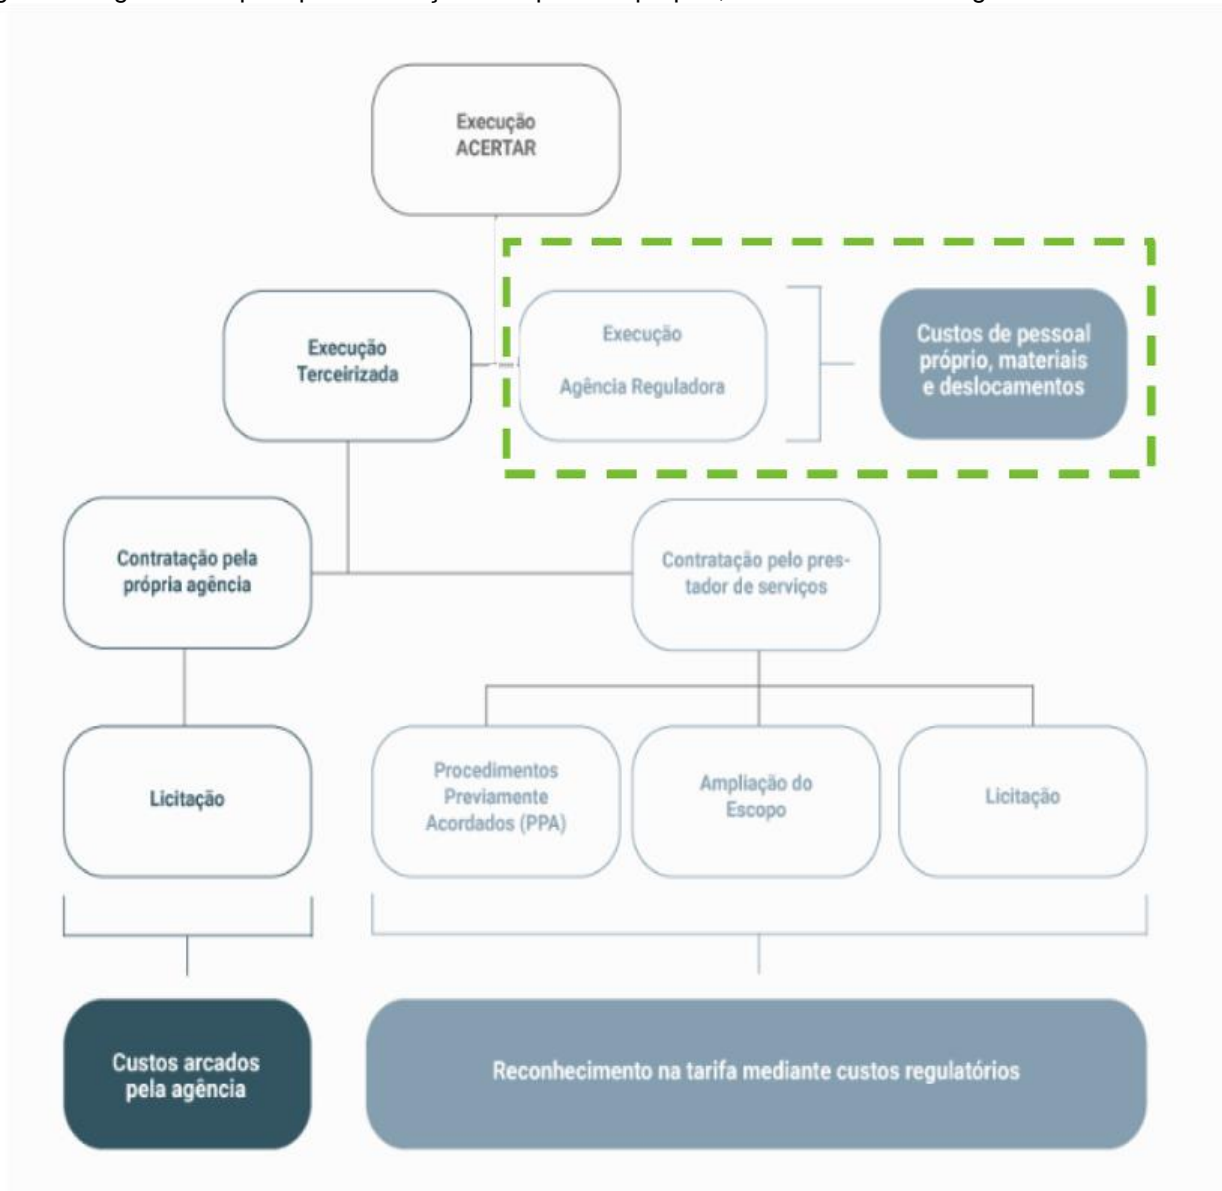 Execução
ACERTAR
Execução
Terceirizada
Execução
Agência Reguladora
Custos de pessoal
próprio, materiais
e deslocamentos
Contratação pela
própria agência
Contratação pelo pres-
tador de serviços
Licitação
Procedimentos
Previamente
Acordados (PPA)
Ampliação do
Escopo
Licitação
Custos arcados
pela agência
Reconhecimento na tarifa mediante custos regulatórios